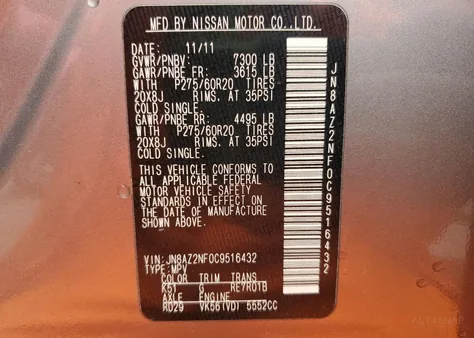 MFD BY NISSAN MOTOR CO.,LTD.
DATE: 11/11
GVWR/PNBV: 7300 LB
GAWR/PNBE FR: 3615 LB
WITH P275/60R20 TIRES
20X8J RIMS. AT 35PSI
COLD SINGLE.
GAWR/PNBE RR: 4495 LB
WITH P275/60R20 TIRES
20X8J RIMS. AT 35PSI
COLD SINGLE.
THIS VEHICLE CONFORMS TO
ALL APPLICABLE FEDERAL
MOTOR VEHICLE SAFETY
STANDARDS IN EFFECT ON
THE DATE OF MANUFACTURE
SHOWN ABOVE.
VIN: JN8AZ2NF0C9516432
TYPE: MPV
COLOR TRIM TRANS
K51 G RE7R01B
AXLE ENGINE
RD29 VK56(VD) 5552CC
JN8AZ2NF0C9516432